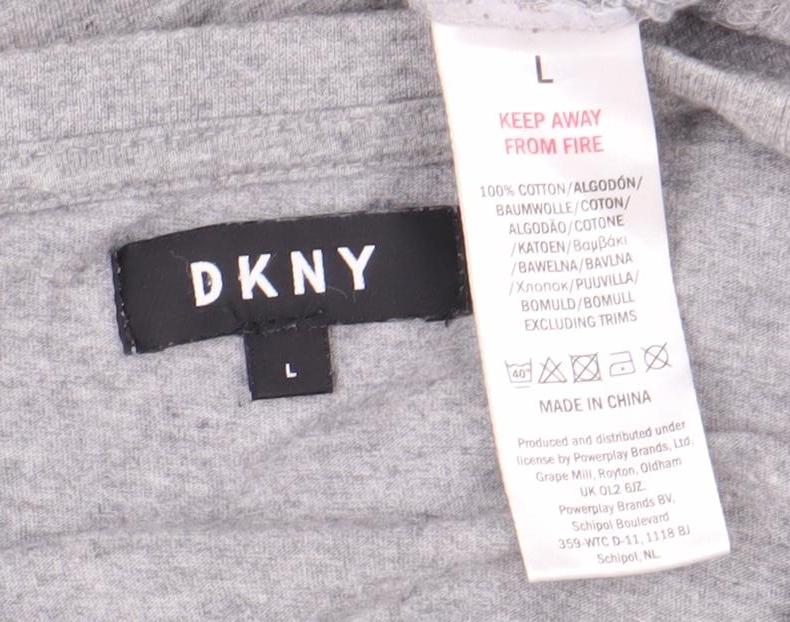 DKNY
L
L
KEEP AWAY
FROM FIRE
100% COTTON/ALGODÓN/
BAUMWOLLE/COTON/
ALGODÃO/COTONE
/KATOEN/Βαμβάκι
/BAWELNA/BAVLNA
/Хлопок/PUUVILLA/
BOMULD/BOMULL
EXCLUDING TRIMS
40°
MADE IN CHINA
Produced and distributed under
license by Powerplay Brands, Ltd,
Grape Mill, Royton, Oldham
UK OL2 6JZ.
Powerplay Brands BV,
Schipol Boulevard
359-WTC D-11, 1118 BJ
Schipol, NL.